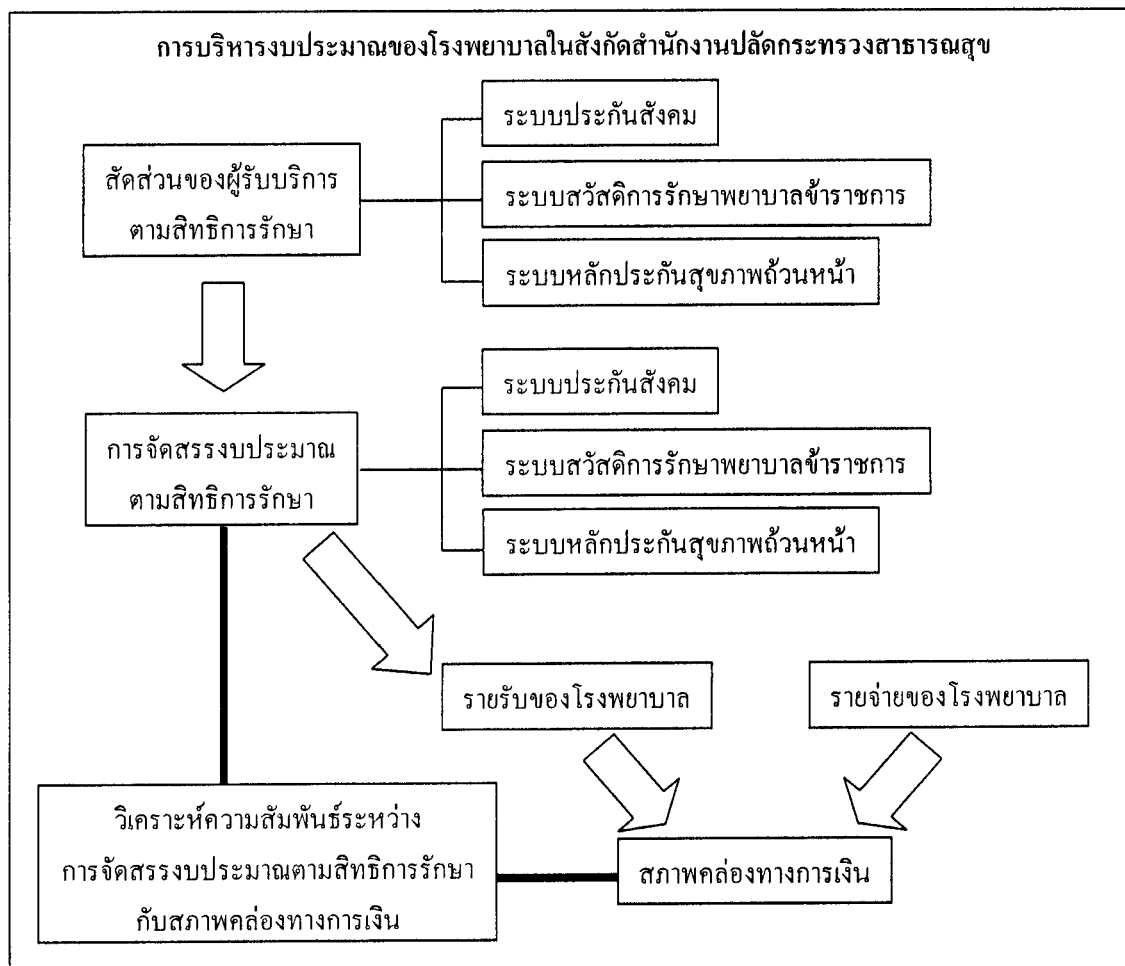 การบริหารงบประมาณของโรงพยาบาลในสังกัดสำนักงานปลัดกระทรวงสาธารณสุข
ระบบประกันสังคม
สัดส่วนของผู้รับบริการ
ตามสิทธิการรักษา
ระบบสวัสดิการรักษาพยาบาลข้าราชการ
ระบบหลักประกันสุขภาพถ้วนหน้า
ระบบประกันสังคม
การจัดสรรงบประมาณ
ตามสิทธิการรักษา
ระบบสวัสดิการรักษาพยาบาลข้าราชการ
ระบบหลักประกันสุขภาพถ้วนหน้า
รายรับของโรงพยาบาล
รายจ่ายของโรงพยาบาล
วิเคราะห์ความสัมพันธ์ระหว่าง
การจัดสรรงบประมาณตามสิทธิการรักษา
กับสภาพคล่องทางการเงิน
สภาพคล่องทางการเงิน